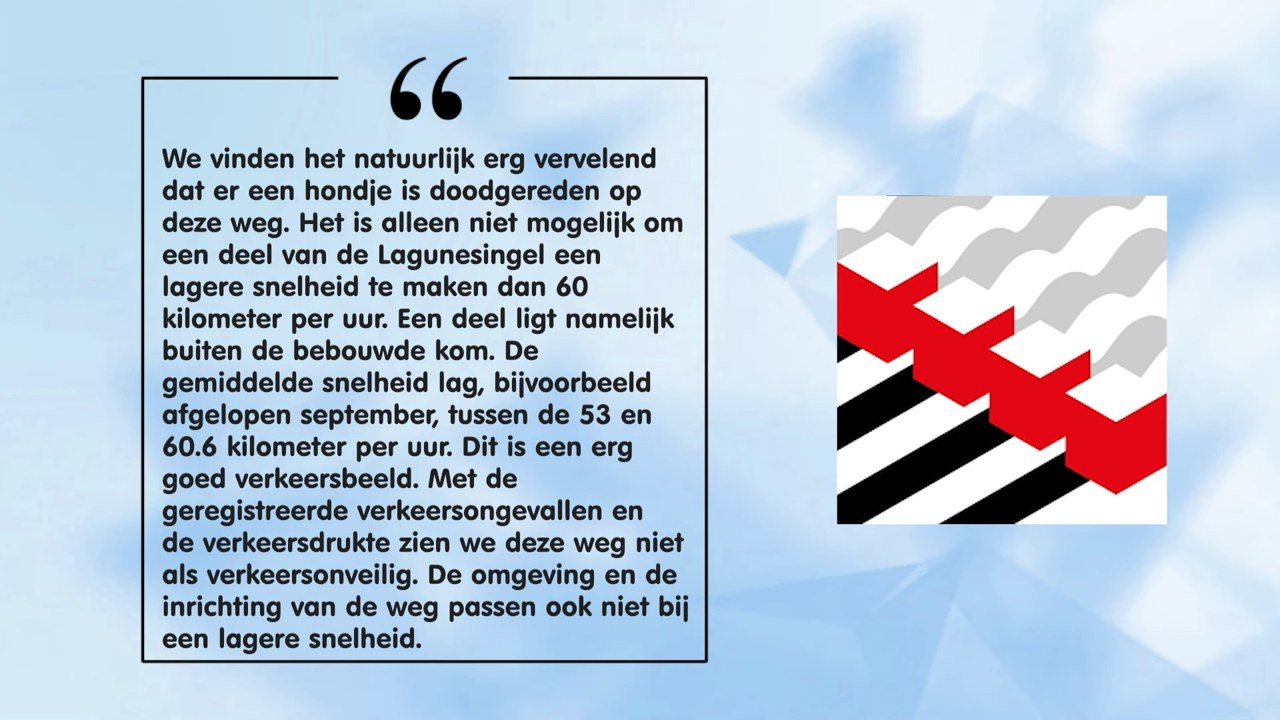 “
We vinden het natuurlijk erg vervelend
dat er een hondje is doodgereden op
deze weg. Het is alleen niet mogelijk om
een deel van de Lagunesingel een
lagere snelheid te maken dan 60
kilometer per uur. Een deel ligt namelijk
buiten de bebouwde kom. De
gemiddelde snelheid lag, bijvoorbeeld
afgelopen september, tussen de 53 en
60.6 kilometer per uur. Dit is een erg
goed verkeersbeeld. Met de
geregistreerde verkeersongevallen en
de verkeersdrukte zien we deze weg niet
als verkeersonveilig. De omgeving en de
inrichting van de weg passen ook niet bij
een lagere snelheid.